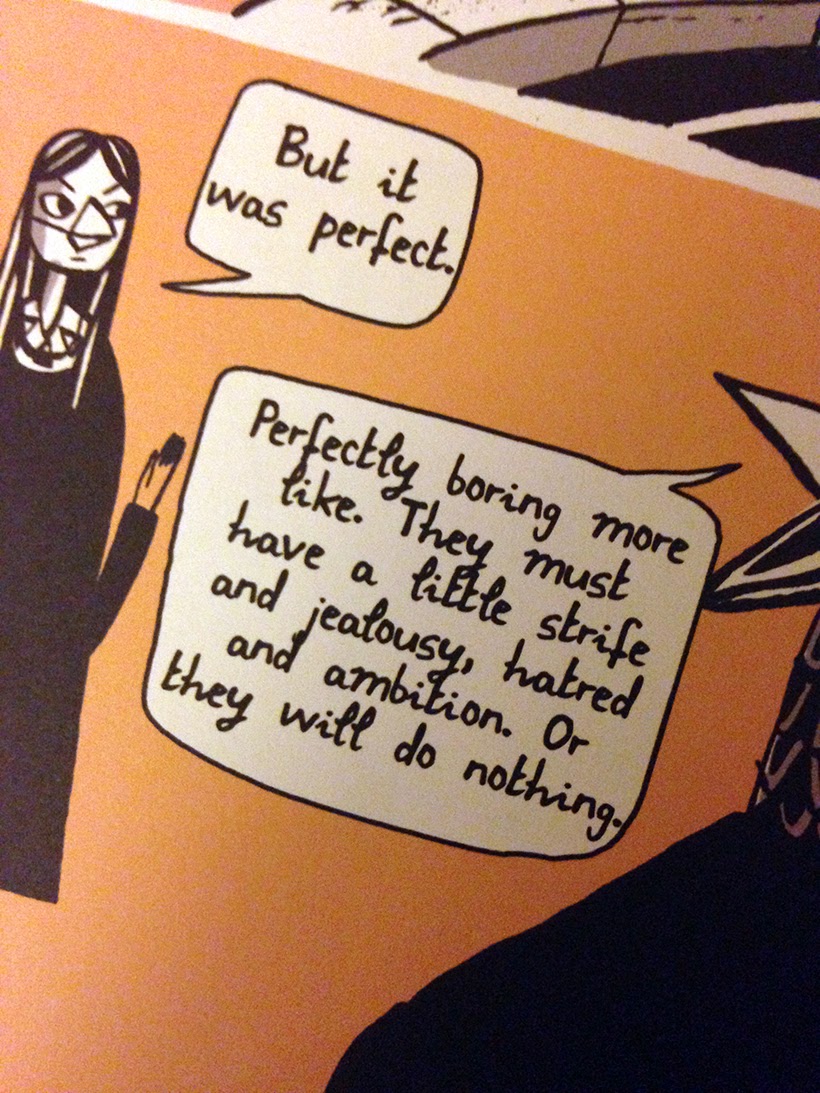 But it
was perfect.
Perfectly boring more
like. They must
have a little strife
and jealousy, hatred
and ambition. Or
they will do nothing.